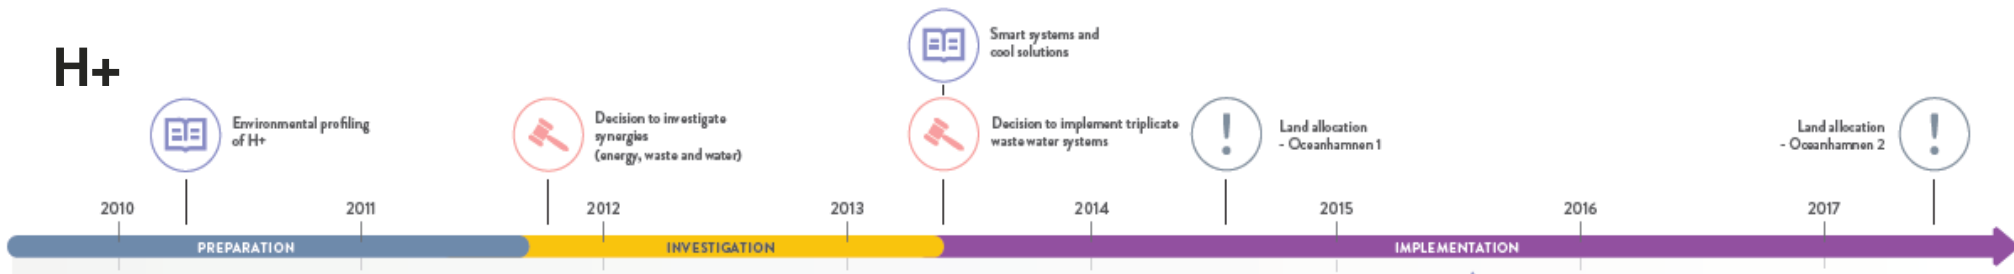 H+
Smart systems and
cool solutions
Environmental profiling
of H+
Decision to investigate
synergies
(energy, waste and water)
Decision to implement triplicate
waste water systems
Land allocation
- Oceanhamnen 1
Land allocation
- Oceanhamnen 2
2010
2011
2012
2013
2014
2015
2016
2017
PREPARATION
INVESTIGATION
IMPLEMENTATION